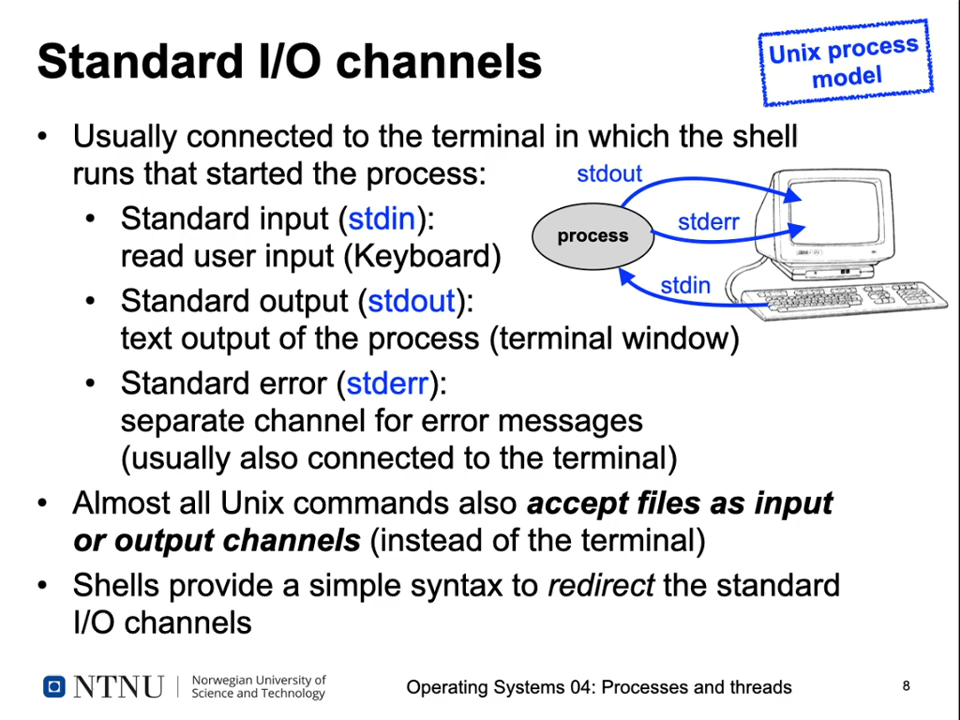 Standard I/O channels
Unix process
model
• Usually connected to the terminal in which the shell
runs that started the process:
• Standard input (stdin):
read user input (Keyboard)
• Standard output (stdout):
text output of the process (terminal window)
• Standard error (stderr):
separate channel for error messages
(usually also connected to the terminal)
• Almost all Unix commands also accept files as input
or output channels (instead of the terminal)
• Shells provide a simple syntax to redirect the standard
I/O channels
stdout
stderr
process
stdin
NTNU
Norwegian University of
Science and Technology
Operating Systems 04: Processes and threads
8